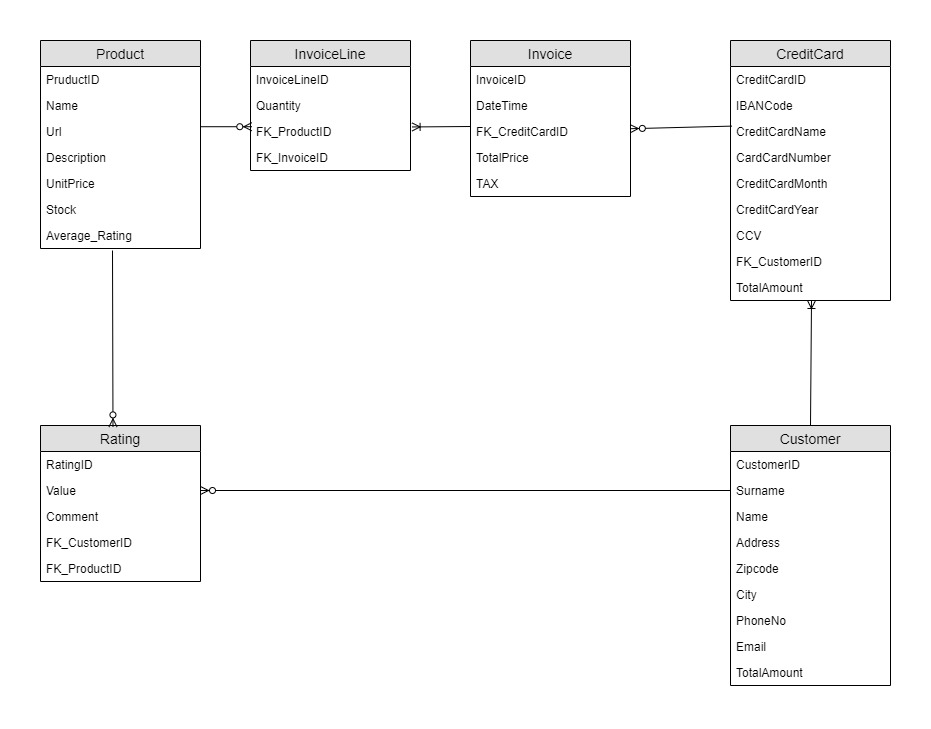 Product
PruductID
Name
Url
Description
UnitPrice
Stock
Average_Rating
InvoiceLine
InvoiceLineID
Quantity
FK_ProductID
FK_InvoiceID
Invoice
InvoiceID
DateTime
FK_CreditCardID
TotalPrice
TAX
CreditCard
CreditCardID
IBANCode
CreditCardName
CardCardNumber
CreditCardMonth
CreditCardYear
CCV
FK_CustomerID
TotalAmount
Rating
RatingID
Value
Comment
FK_CustomerID
FK_ProductID
Customer
CustomerID
Surname
Name
Address
Zipcode
City
PhoneNo
Email
TotalAmount